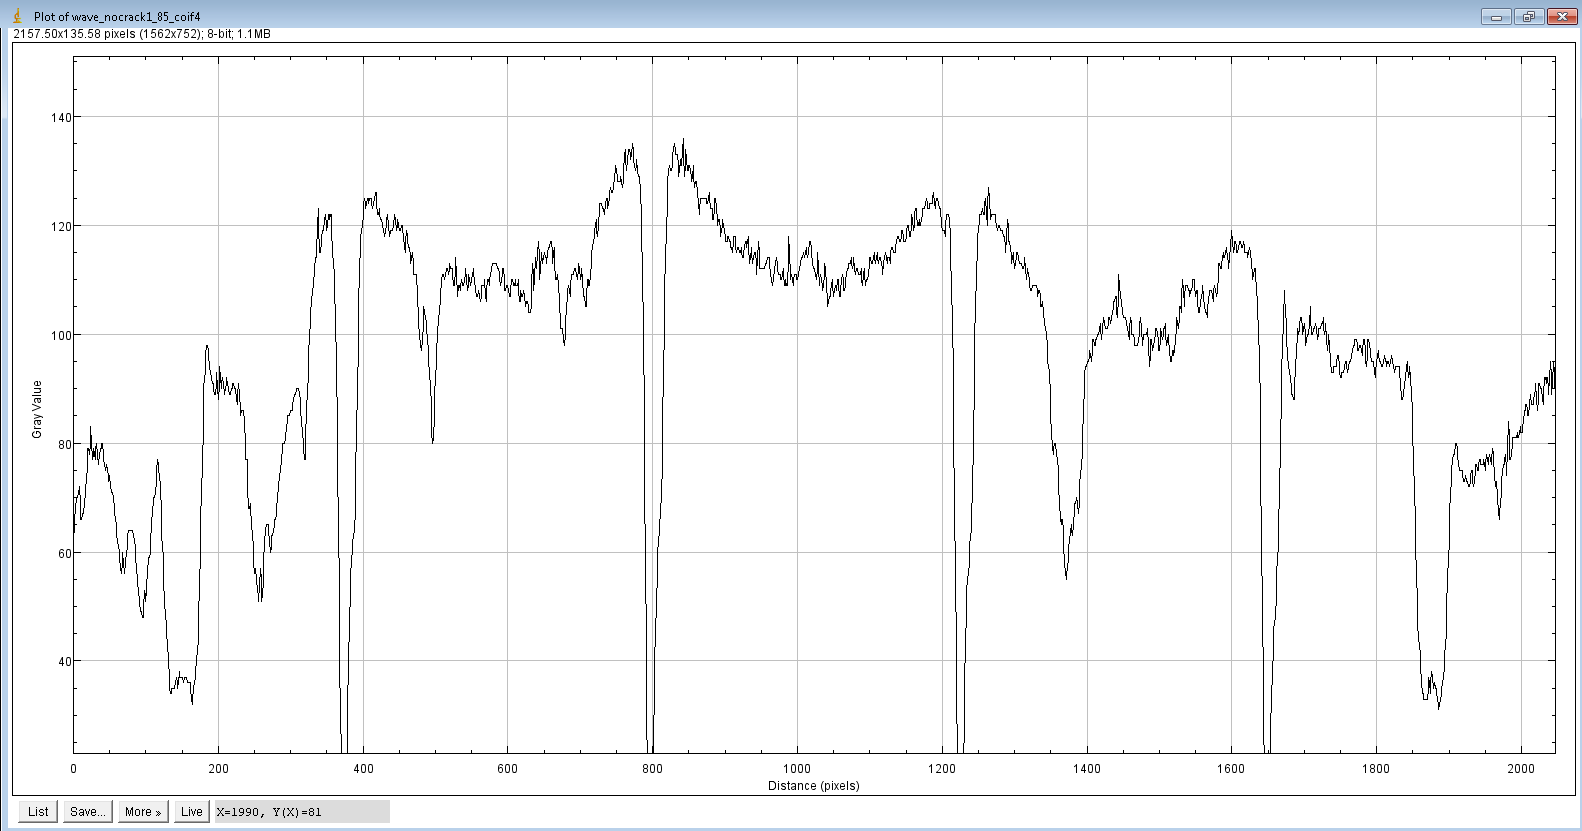 Plot of wave_nocrack1_85_coif4
2157.50x135.58 pixels (1562x752); 8-bit; 1.1MB
140
120
100
80
60
40
Gray Value
0 200 400 600 800 1000 1200 1400 1600 1800 2000
Distance (pixels)
List Save... More » Live X=1990, Y(X)=81